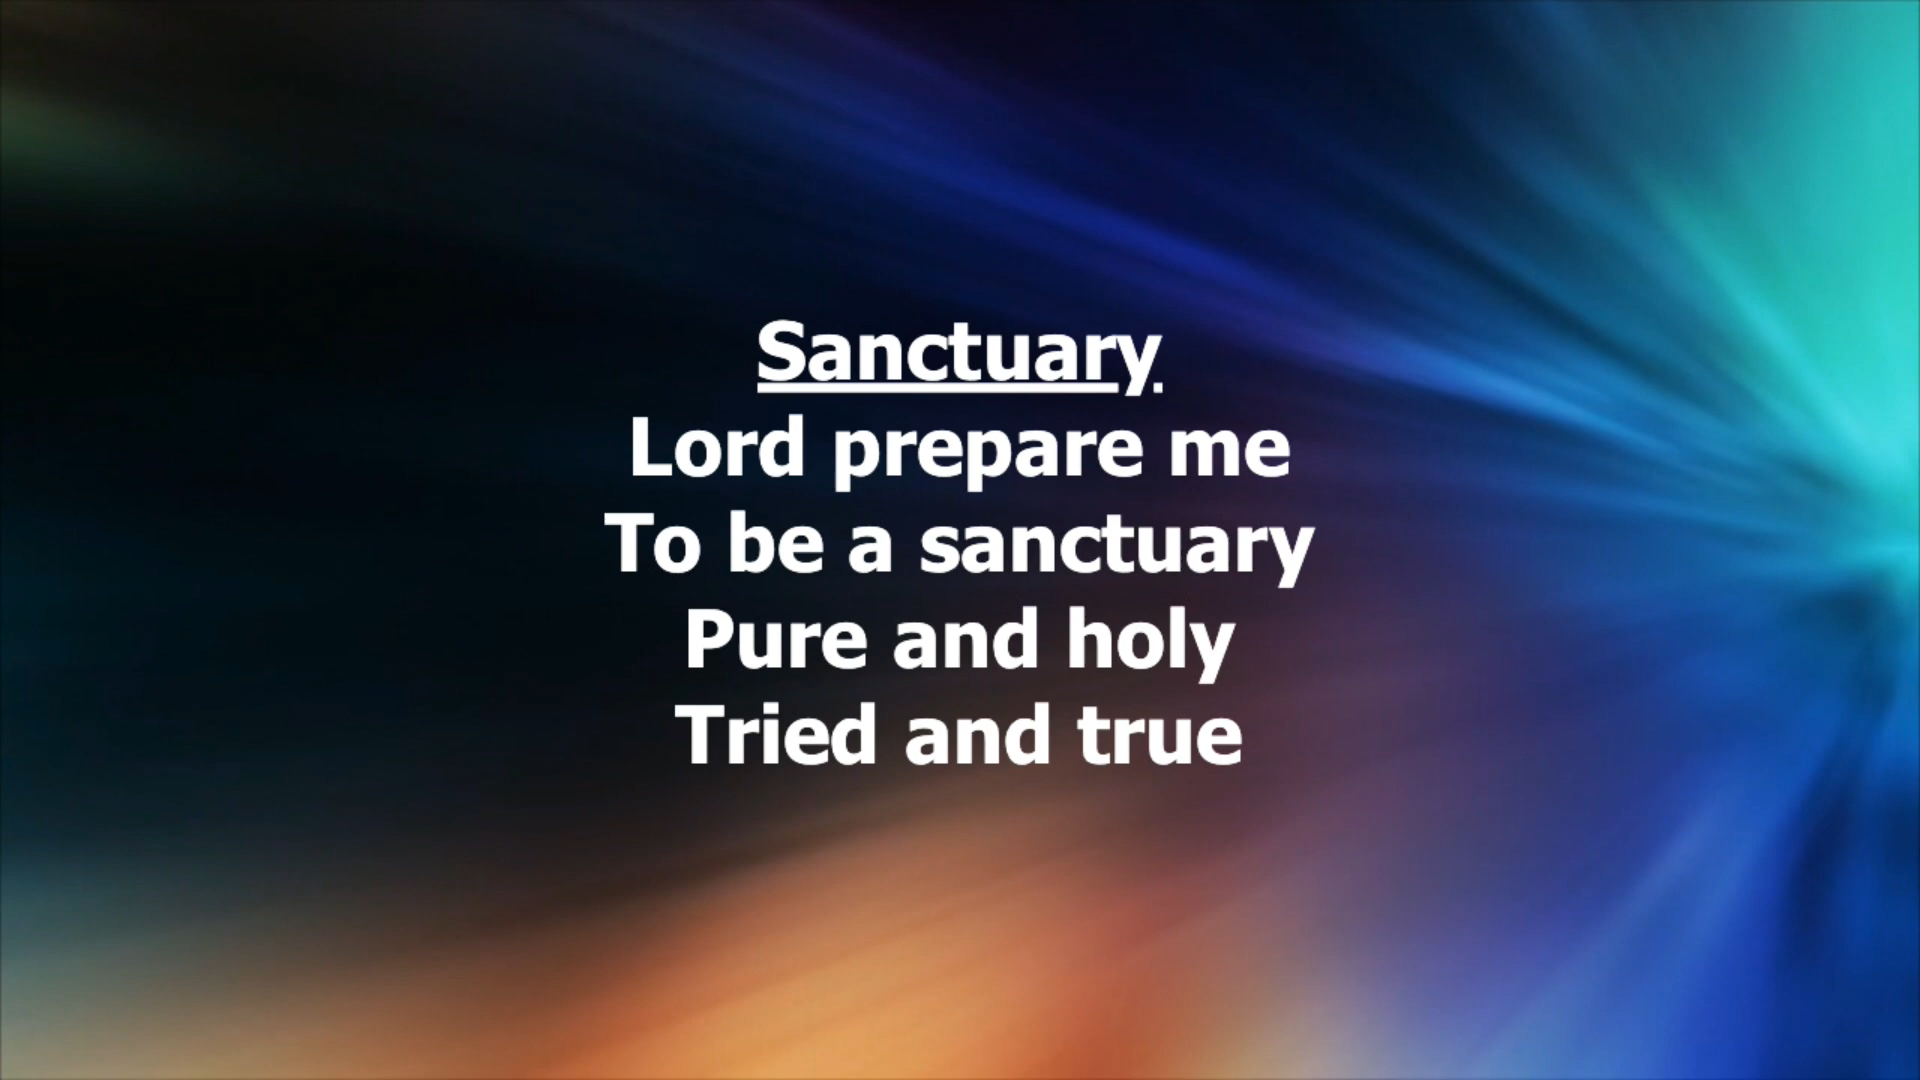 Sanctuary
Lord prepare me
To be a sanctuary
Pure and holy
Tried and true